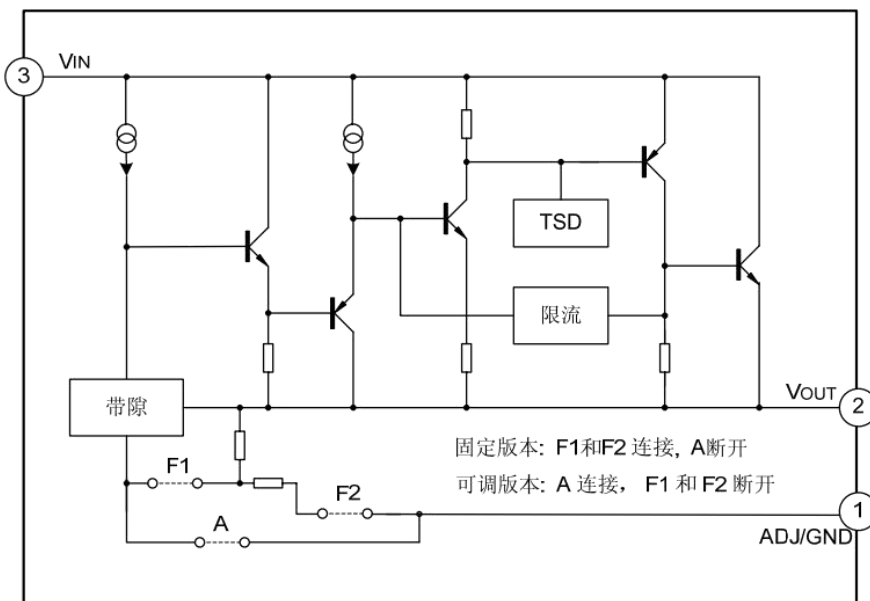 3
VIN
TSD
限流
带隙
VOUT
2
固定版本: F1和F2 连接, A断开
F1
可调版本: A 连接， F1 和 F2 断开
F2
1
A
ADJ/GND